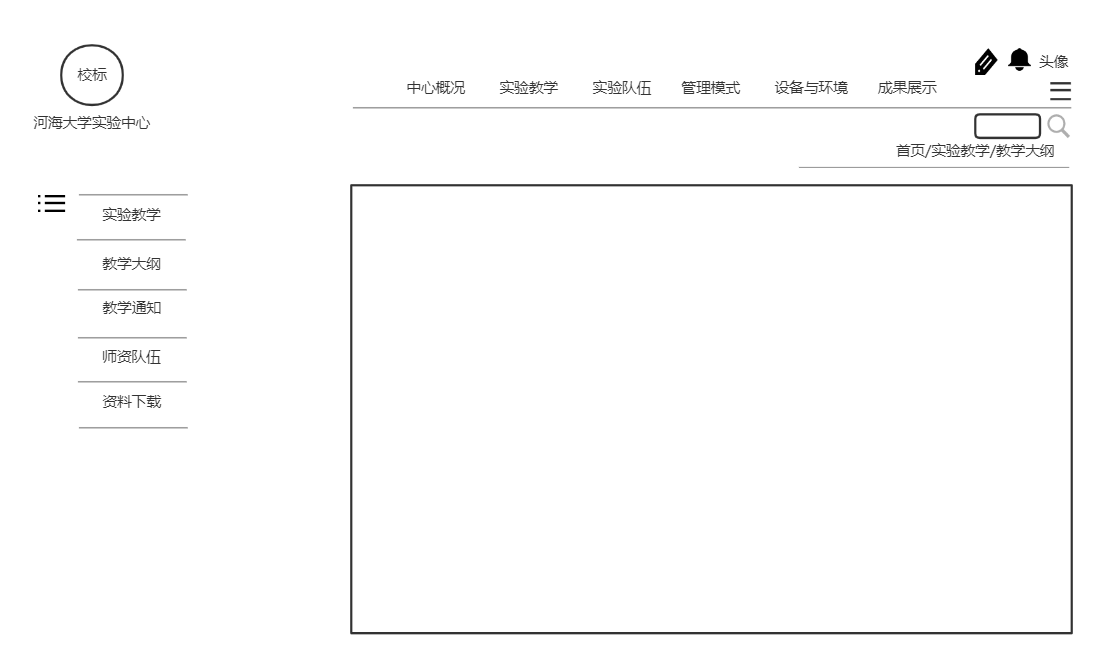 校标
河海大学实验中心
头像
中心概况 实验教学 实验队伍 管理模式 设备与环境 成果展示
首页/实验教学/教学大纲
实验教学
教学大纲
教学通知
师资队伍
资料下载